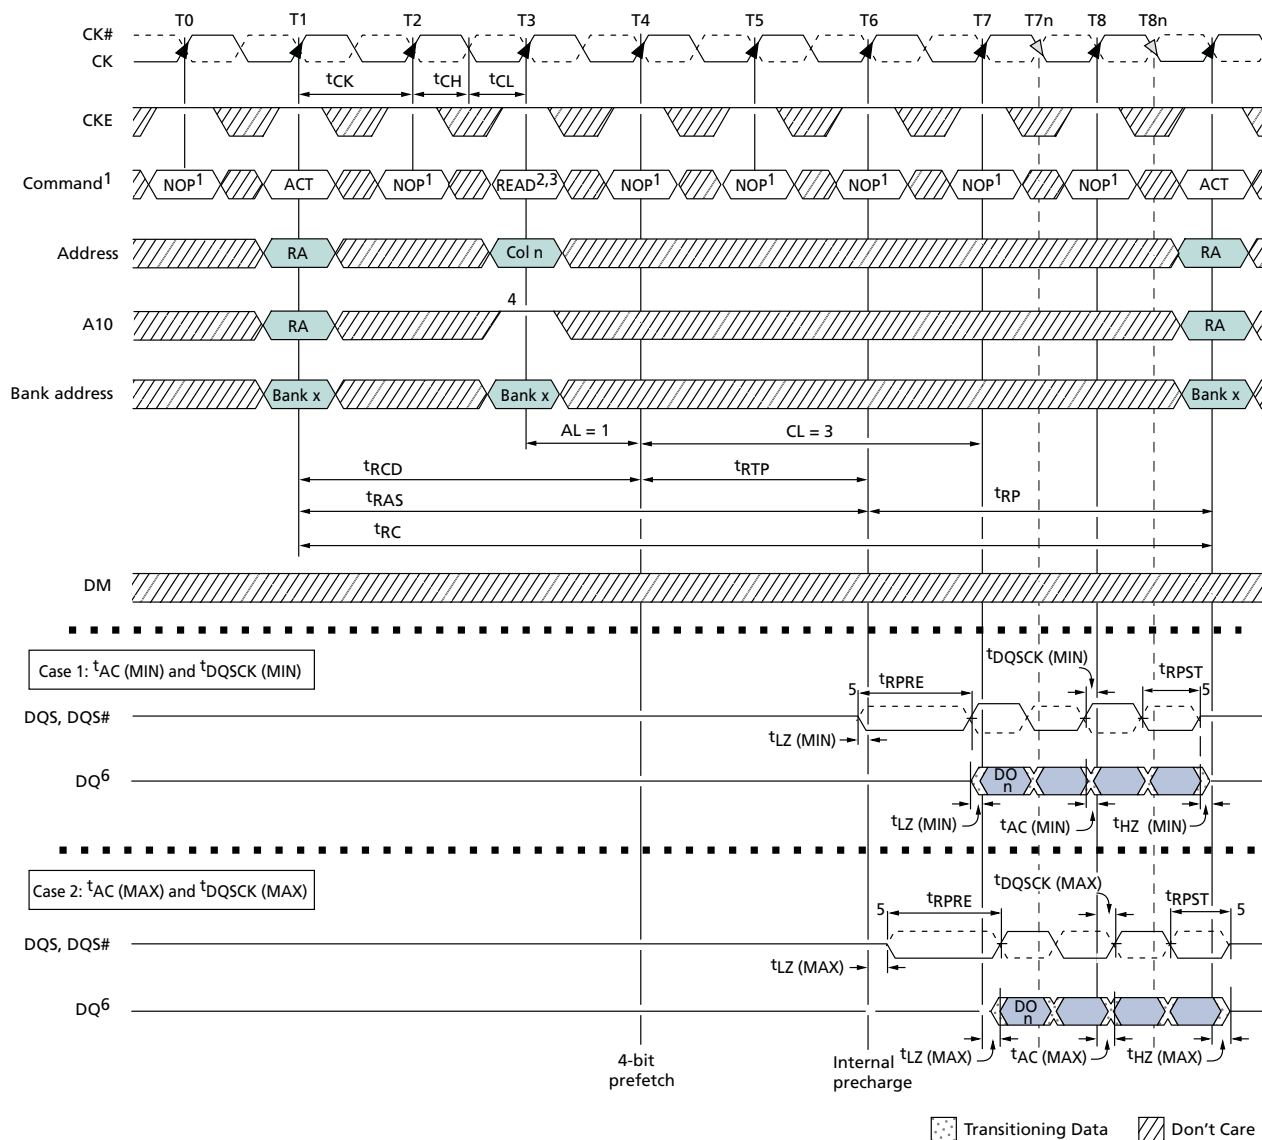 T0 T1 T2 T3 T4 T5 T6 T7 T7n T8 T8n
CK#
CK
tCK tCH tCL
CKE
Command1 NOP1 ACT NOP1 READ2,3 NOP1 NOP1 NOP1 NOP1 NOP1 ACT
Address RA Col n RA
4
A10 RA RA
Bank address Bank x Bank x Bank x
AL = 1 CL = 3
tRCD tRTP
tRAS tRP
tRC
DM
Case 1: tAC (MIN) and tDQSCK (MIN)
tDQSCK (MIN)
5 tRPRE tRPST 5
DQS, DQS#
tLZ (MIN)
DQ6 DO n
tLZ (MIN) tAC (MIN) tHZ (MIN)
Case 2: tAC (MAX) and tDQSCK (MAX)
tDQSCK (MAX)
5 tRPRE tRPST 5
DQS, DQS#
tLZ (MAX)
DQ6 DO n
tLZ (MAX) tAC (MAX) tHZ (MAX)
4-bit prefetch
Internal precharge
Transitioning Data Don't Care